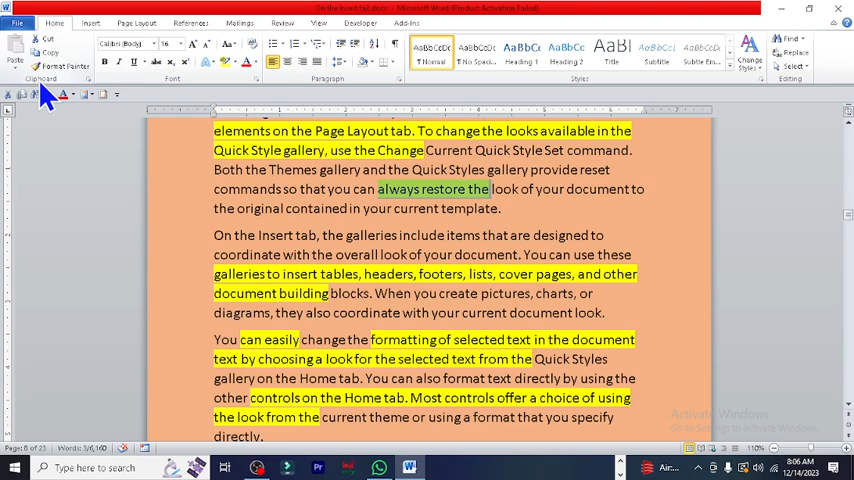 On the Insert ta2.docx - Microsoft Word (Product Activation Failed)
File Home Insert Page Layout References Mailings Review View Developer Add-Ins
Paste Cut Copy Format Painter
Calibri (Body) 16
AaBbCcDc AaBbCcDc AaBbC AaBbCc AaBl AaBbCc. AaBbCcDc
¶ Normal ¶ No Spac... Heading 1 Heading 2 Title Subtitle Subtle Em...
Change Styles
Find Replace Select
Clipboard Font Paragraph Styles Editing
elements on the Page Layout tab. To change the looks available in the
Quick Style gallery, use the Change Current Quick Style Set command.
Both the Themes gallery and the Quick Styles gallery provide reset
commands so that you can always restore the look of your document to
the original contained in your current template.
On the Insert tab, the galleries include items that are designed to
coordinate with the overall look of your document. You can use these
galleries to insert tables, headers, footers, lists, cover pages, and other
document building blocks. When you create pictures, charts, or
diagrams, they also coordinate with your current document look.
You can easily change the formatting of selected text in the document
text by choosing a look for the selected text from the Quick Styles
gallery on the Home tab. You can also format text directly by using the
other controls on the Home tab. Most controls offer a choice of using
the look from the current theme or using a format that you specify
directly.
Activate Windows
Go to Settings to activate Windows.
Page: 8 of 23 Words: 3/6,160 110%
Type here to search
Air:...
8:06 AM
12/14/2023